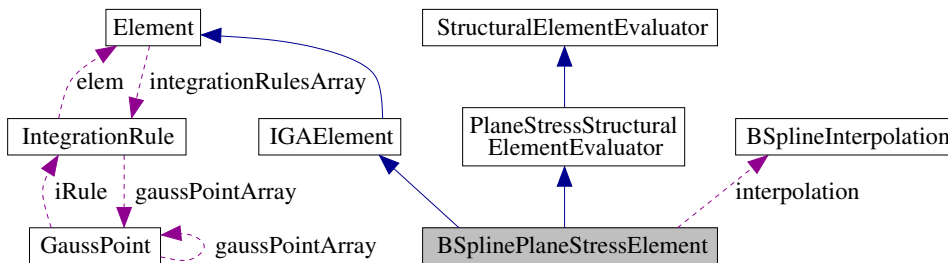 Element
StructuralElementEvaluator
elem
integrationRulesArray
IntegrationRule
IGAElement
PlaneStressStructural
ElementEvaluator
BSplineInterpolation
iRule
gaussPointArray
interpolation
GaussPoint
gaussPointArray
BSplinePlaneStressElement